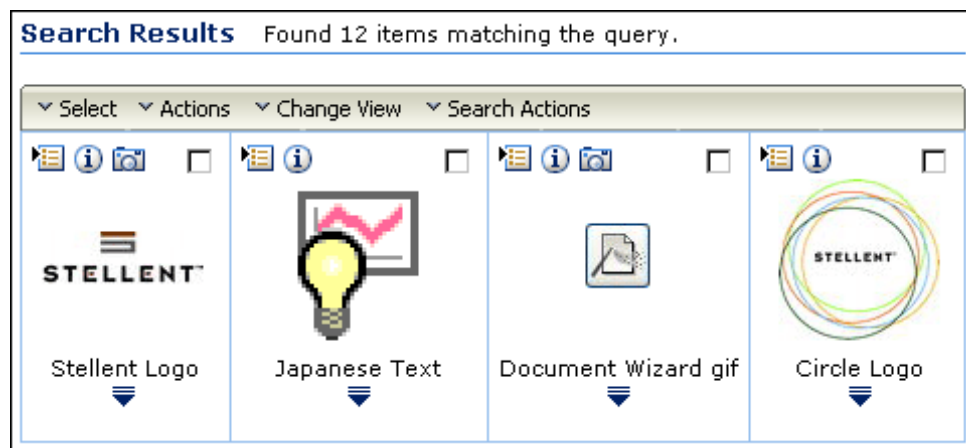 Search Results Found 12 items matching the query.
Select Actions Change View Search Actions
STELLENT™
STELLENT™
Stellent Logo Japanese Text Document Wizard gif Circle Logo